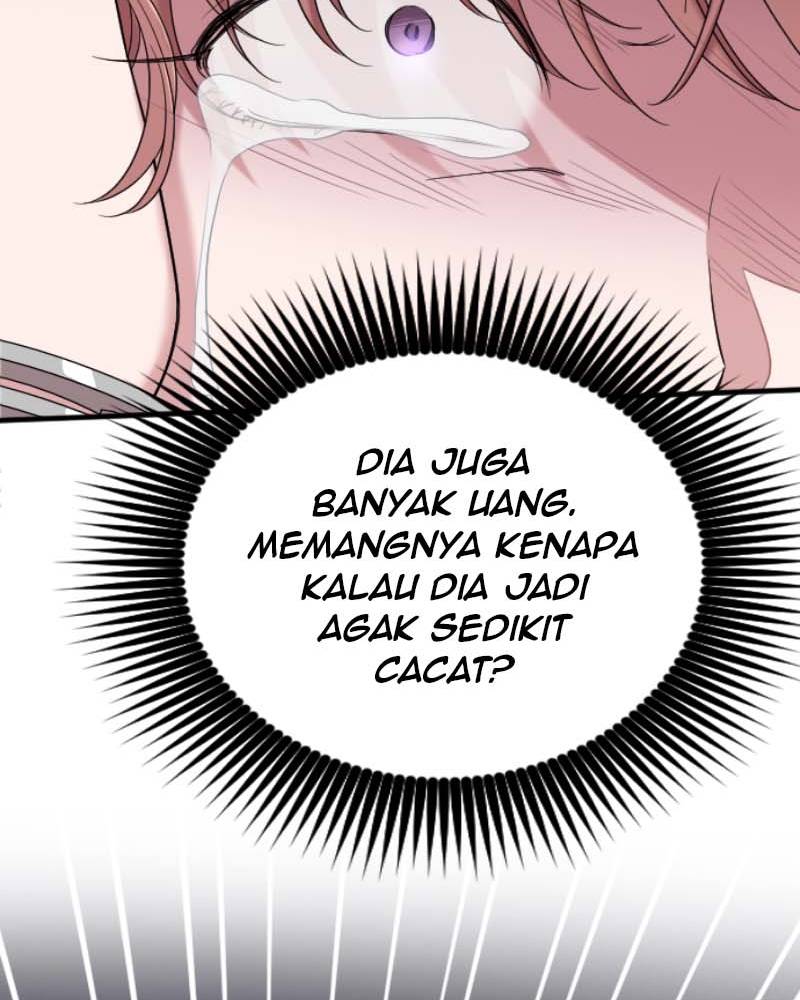 DIA JUGA
BANYAK UANG,
MEMANGNYA KENAPA
KALAU DIA JADI
AGAK SEDIKIT
CACAT?